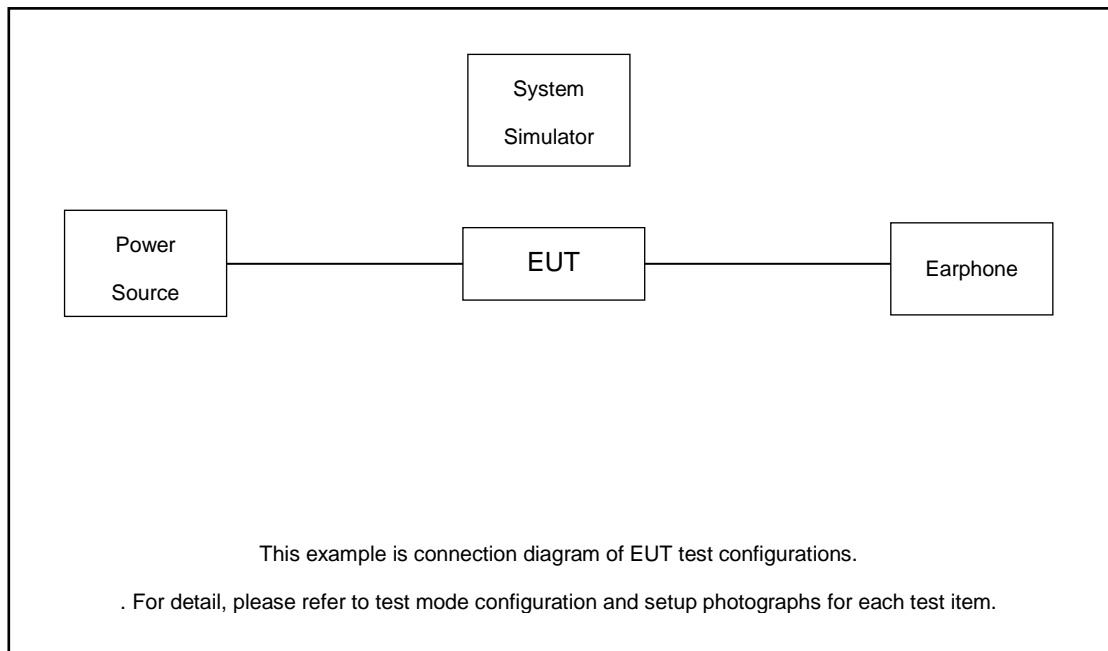 System
Simulator
Power
Source
EUT
Earphone
This example is connection diagram of EUT test configurations.
. For detail, please refer to test mode configuration and setup photographs for each test item.